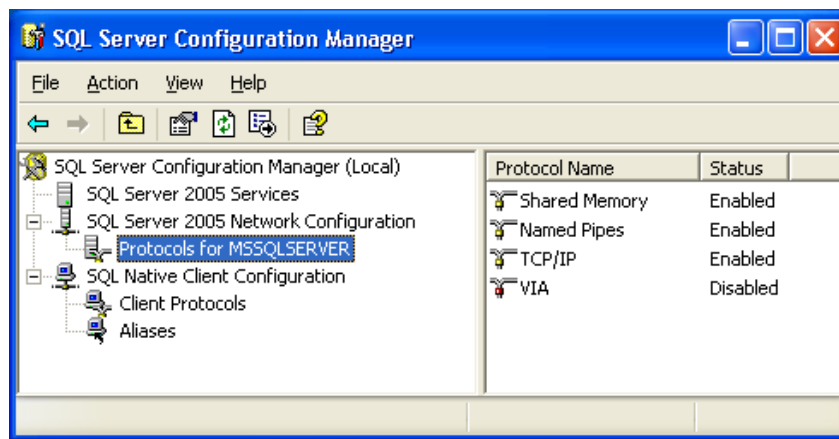 SQL Server Configuration Manager
File Action View Help
SQL Server Configuration Manager (Local)
SQL Server 2005 Services
SQL Server 2005 Network Configuration
Protocols for MSSQLSERVER
SQL Native Client Configuration
Client Protocols
Aliases
Protocol Name Status
Shared Memory Enabled
Named Pipes Enabled
TCP/IP Enabled
VIA Disabled